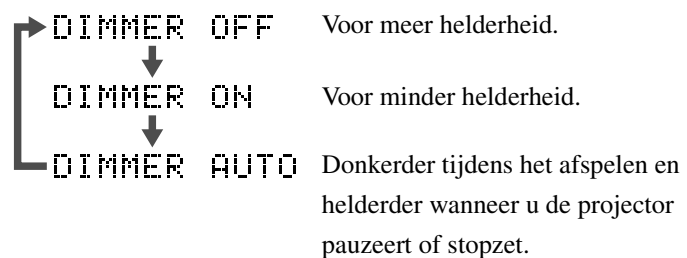 DIMMER OFF Voor meer helderheid.
DIMMER ON Voor minder helderheid.
DIMMER AUTO Donkerder tijdens het afspelen en
helderder wanneer u de projector
pauzeert of stopzet.